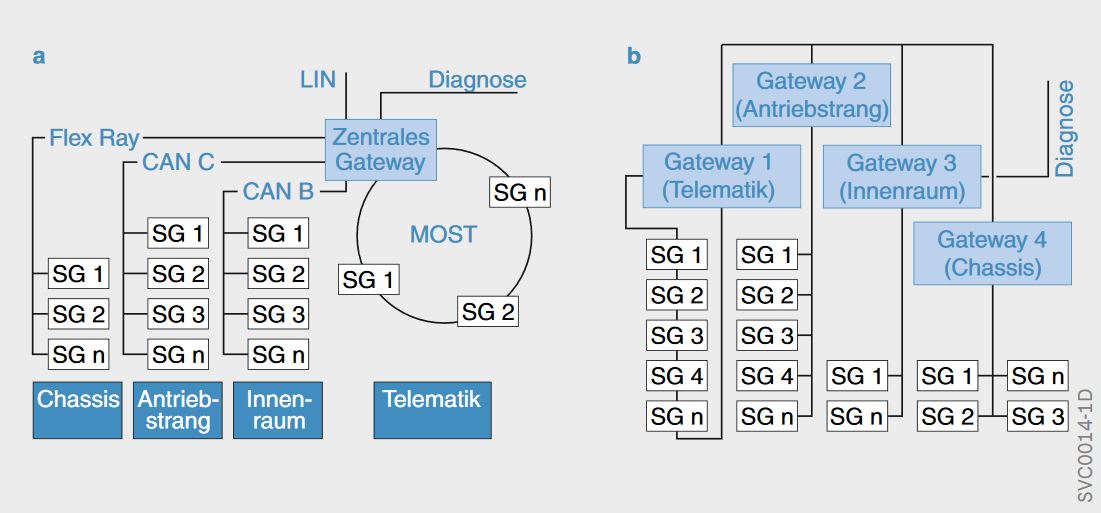 a
LIN
Diagnose
Flex Ray
CAN C
CAN B
Zentrales
Gateway
MOST
SG n
SG 1
SG 2
SG 1
SG 2
SG n
SG 1
SG 2
SG 3
SG n
SG 1
SG 2
SG 3
SG n
Chassis
Antrieb-
strang
Innen-
raum
Telematik
b
Gateway 2
(Antriebstrang)
Gateway 1
(Telematik)
Gateway 3
(Innenraum)
Gateway 4
(Chassis)
Diagnose
SG 1
SG 2
SG 3
SG 4
SG n
SG 1
SG 2
SG 3
SG 4
SG n
SG 1
SG n
SG 1
SG 2
SG n
SG 3
SVC0014-1D